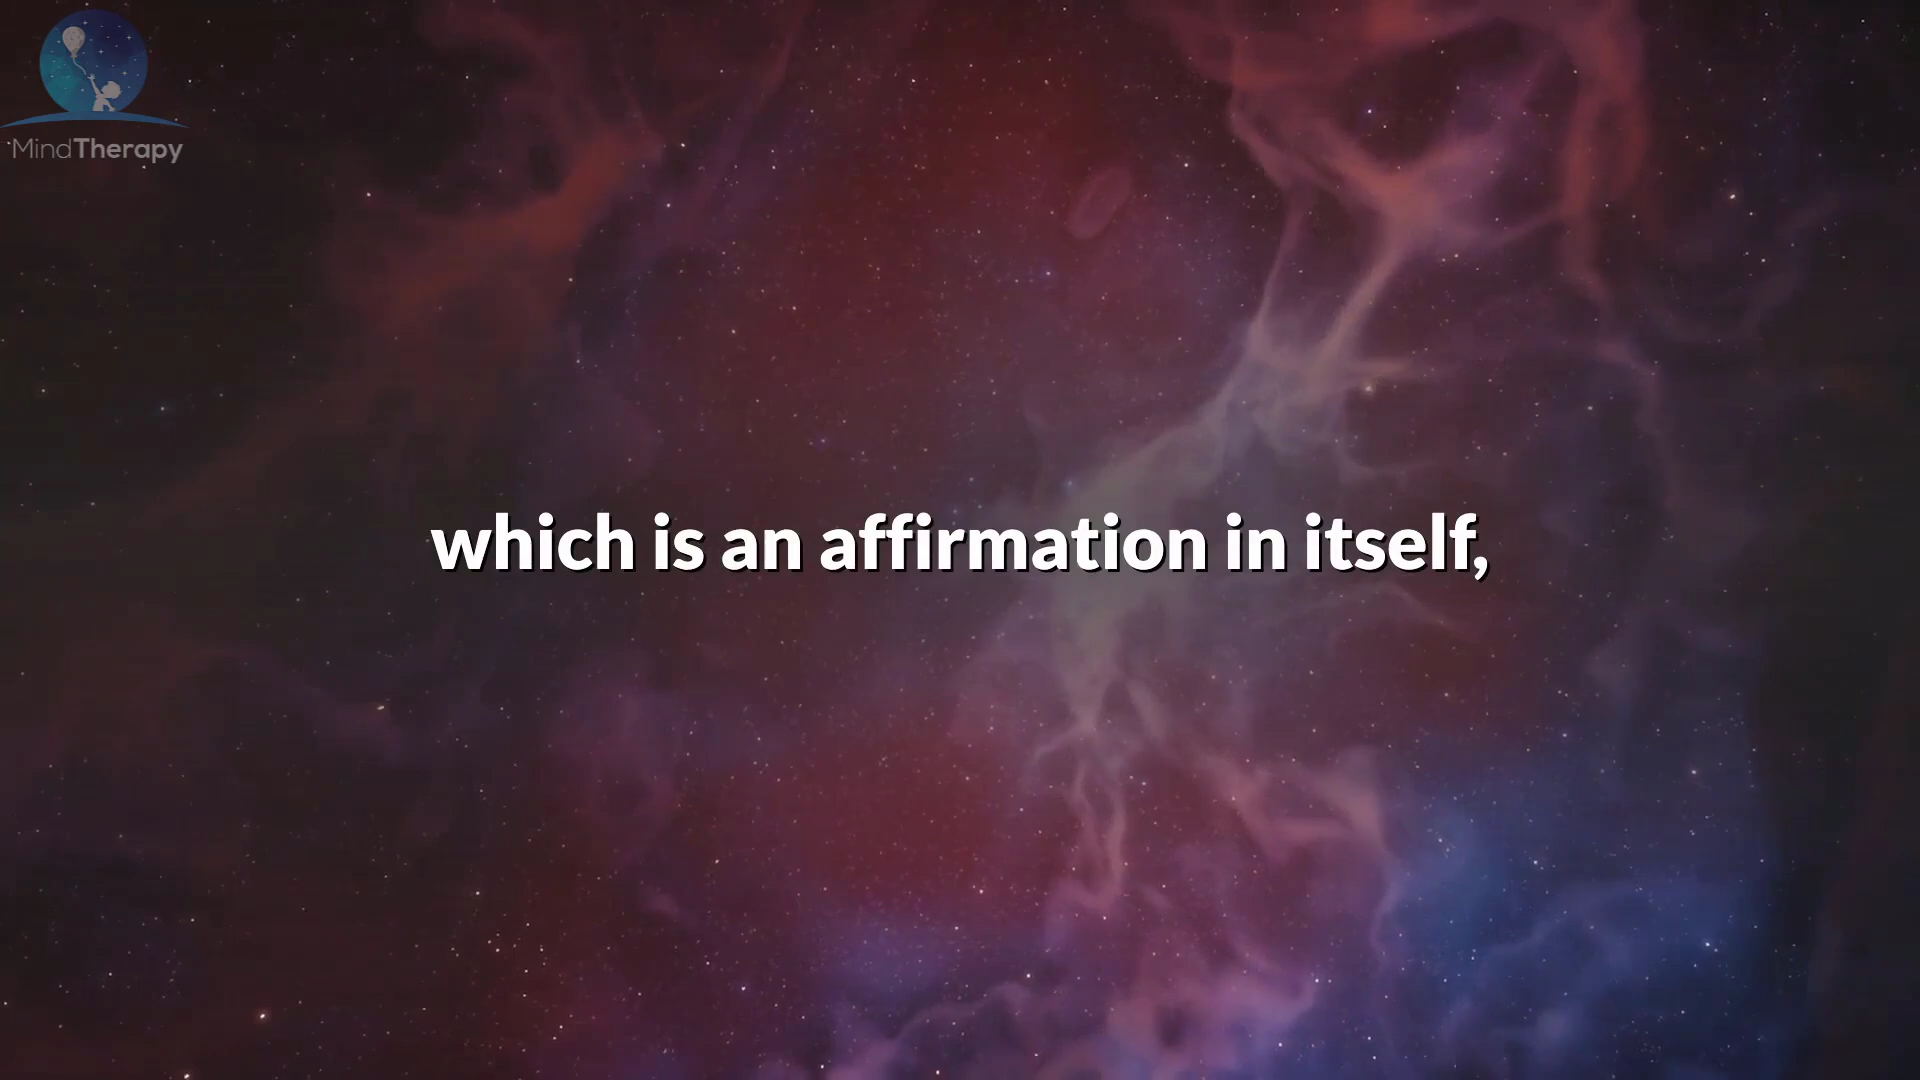 MindTherapy
which is an affirmation in itself,